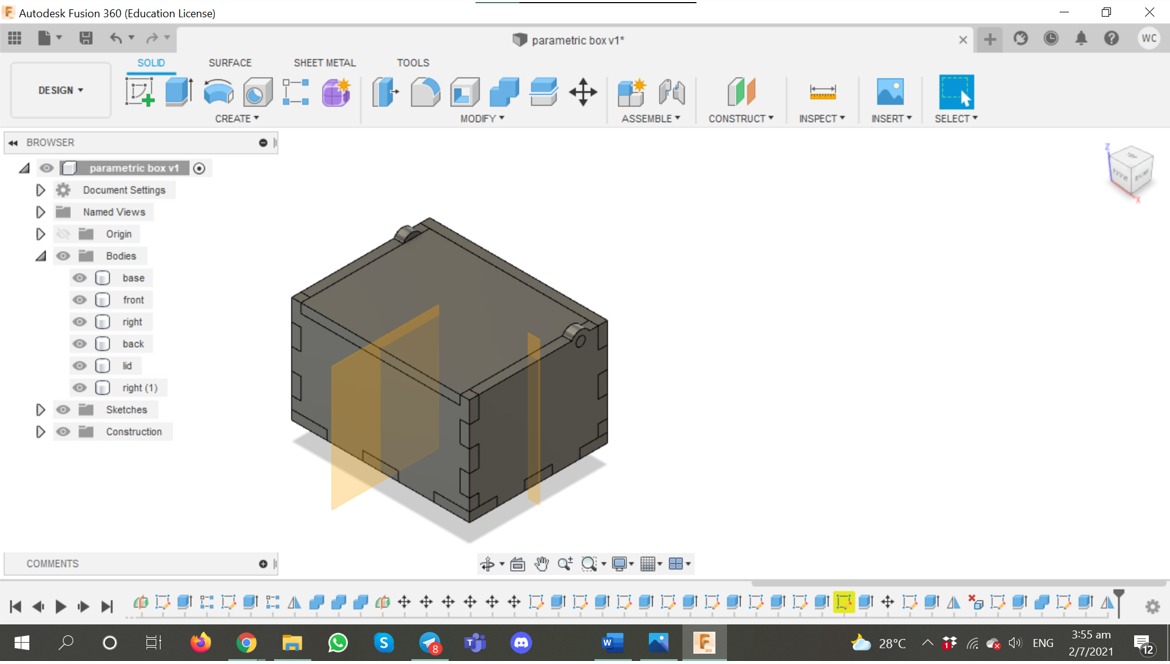 Autodesk Fusion 360 (Education License)
parametric box v1*
WC
SOLID SURFACE SHEET METAL TOOLS
DESIGN
CREATE MODIFY ASSEMBLE CONSTRUCT INSPECT INSERT SELECT
BROWSER
parametric box v1
Document Settings
Named Views
Origin
Bodies
base
front
right
back
lid
right (1)
Sketches
Construction
Z
X
COMMENTS
8
28°C
1
ENG
3:55 am
2/7/2021
12